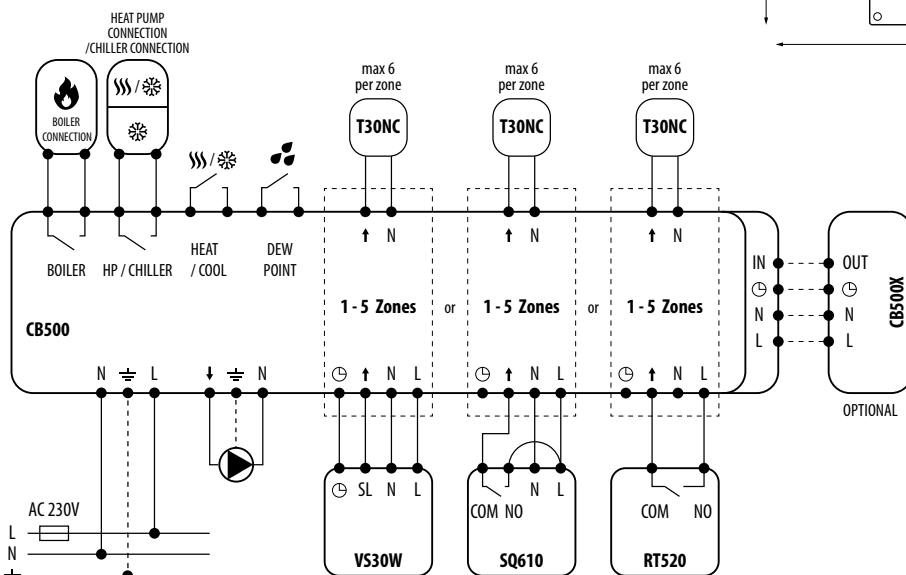 HEAT PUMP
CONNECTION
/CHILLER CONNECTION
BOILER
CONNECTION
/
/
max 6
per zone
max 6
per zone
max 6
per zone
T30NC
T30NC
T30NC
BOILER
HP / CHILLER
HEAT
/ COOL
DEW
POINT
N
N
N
CB500
1 - 5 Zones
or
1 - 5 Zones
or
1 - 5 Zones
IN
N
L
OUT
N
L
CB500X
OPTIONAL
N
L
N
N L
N L
N L
SL N L
COM NO
N L
COM NO
VS30W
SQ610
RT520
AC 230V
L
N